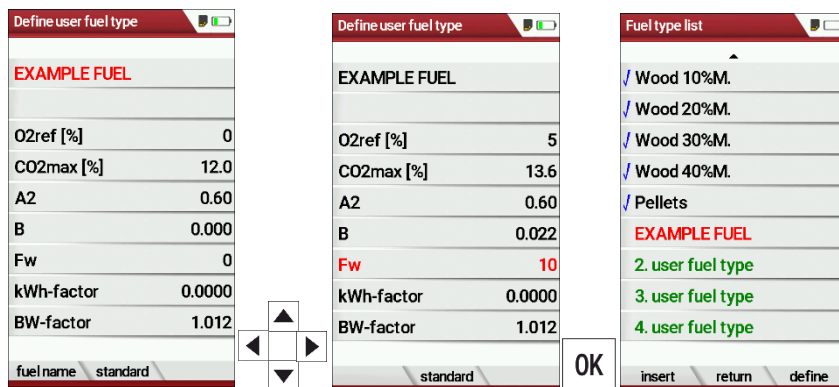 Define user fuel type
EXAMPLE FUEL
O2ref [%] 0
CO2max [%] 12.0
A2 0.60
B 0.000
Fw 0
kWh-factor 0.0000
BW-factor 1.012
fuel name standard
Define user fuel type
EXAMPLE FUEL
O2ref [%] 5
CO2max [%] 13.6
A2 0.60
B 0.022
Fw 10
kWh-factor 0.0000
BW-factor 1.012
standard
OK
Fuel type list
√ Wood 10%M.
√ Wood 20%M.
√ Wood 30%M.
√ Wood 40%M.
√ Pellets
EXAMPLE FUEL
2. user fuel type
3. user fuel type
4. user fuel type
insert return define